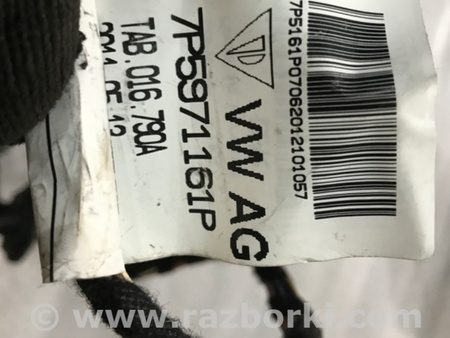 7P5161P07062012101057
VW AG
7P5971161P
TAB. 016. 790A
© www.razborki.com